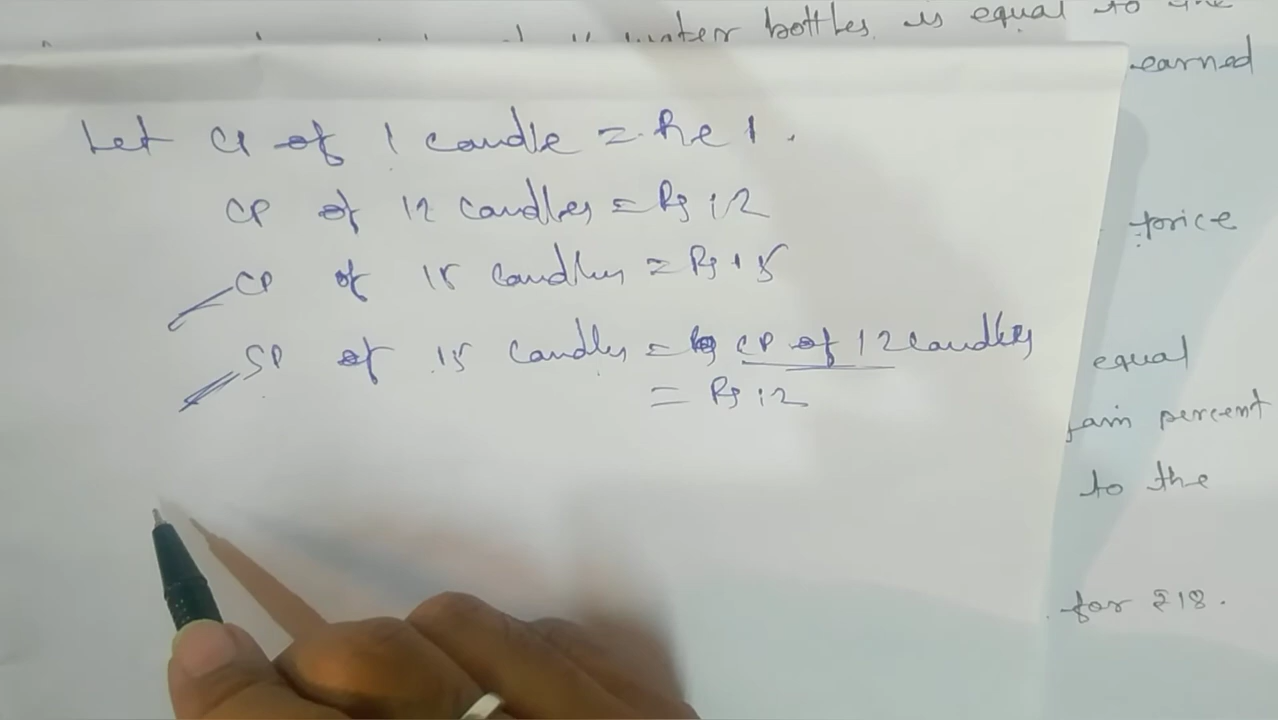 water bottles is equal to the
earned
Let CP of 1 candle = Re 1.
CP of 12 candles = Rs 12
price
CP of 15 candles = Rs 15
SP of 15 candles = CP of 12 candles
equal
= Rs 12
percent
to the
for ₹18.